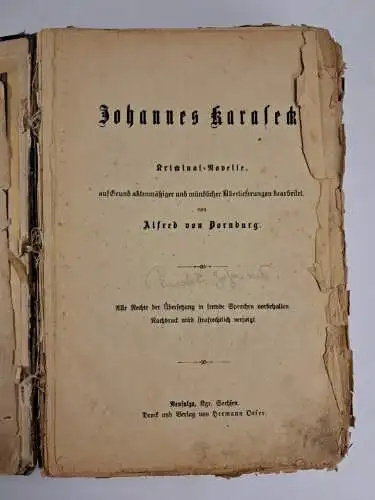 Johannes Karasek
Kriminal-Novelle,
auf Grund aktenmäßiger und mündlicher Überlieferungen bearbeitet
von
Alfred von Dornburg.
Alle Rechte der Übersetzung in fremde Sprachen vorbehalten.
Nachdruck wird strafrechtlich verfolgt.
Neusalza, Kgr. Sachsen.
Druck und Verlag von Hermann Oeser.